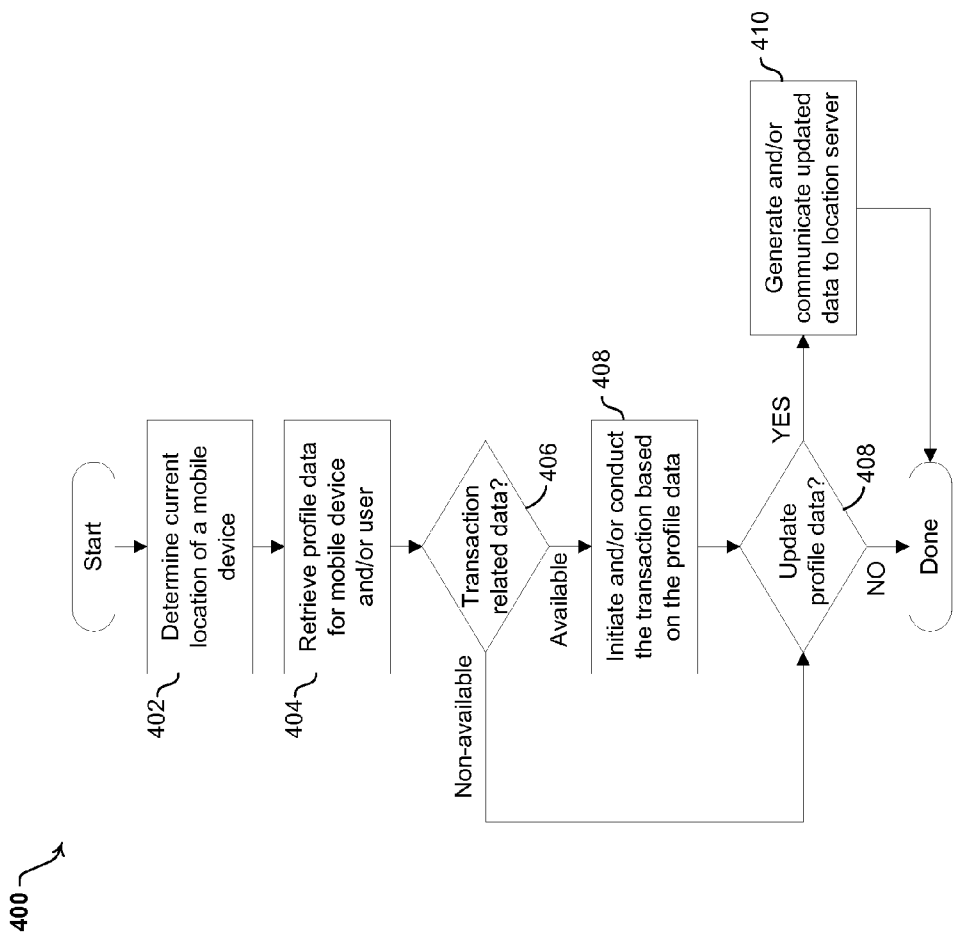 400
Start
402
Determine current
location of a mobile
device
404
Retrieve profile data
for mobile device
and/or user
Transaction
related data?
406
Non-available
Available
408
Initiate and/or conduct
the transaction based
on the profile data
Update
profile data?
408
YES
NO
410
Generate and/or
communicate updated
data to location server
Done